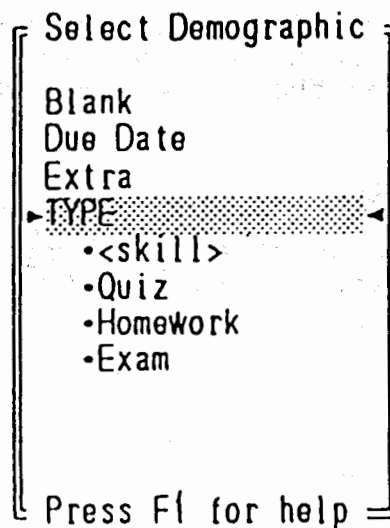 Select Demographic
Blank
Due Date
Extra
TYPE
•<skill>
•Quiz
•Homework
•Exam
Press F1 for help